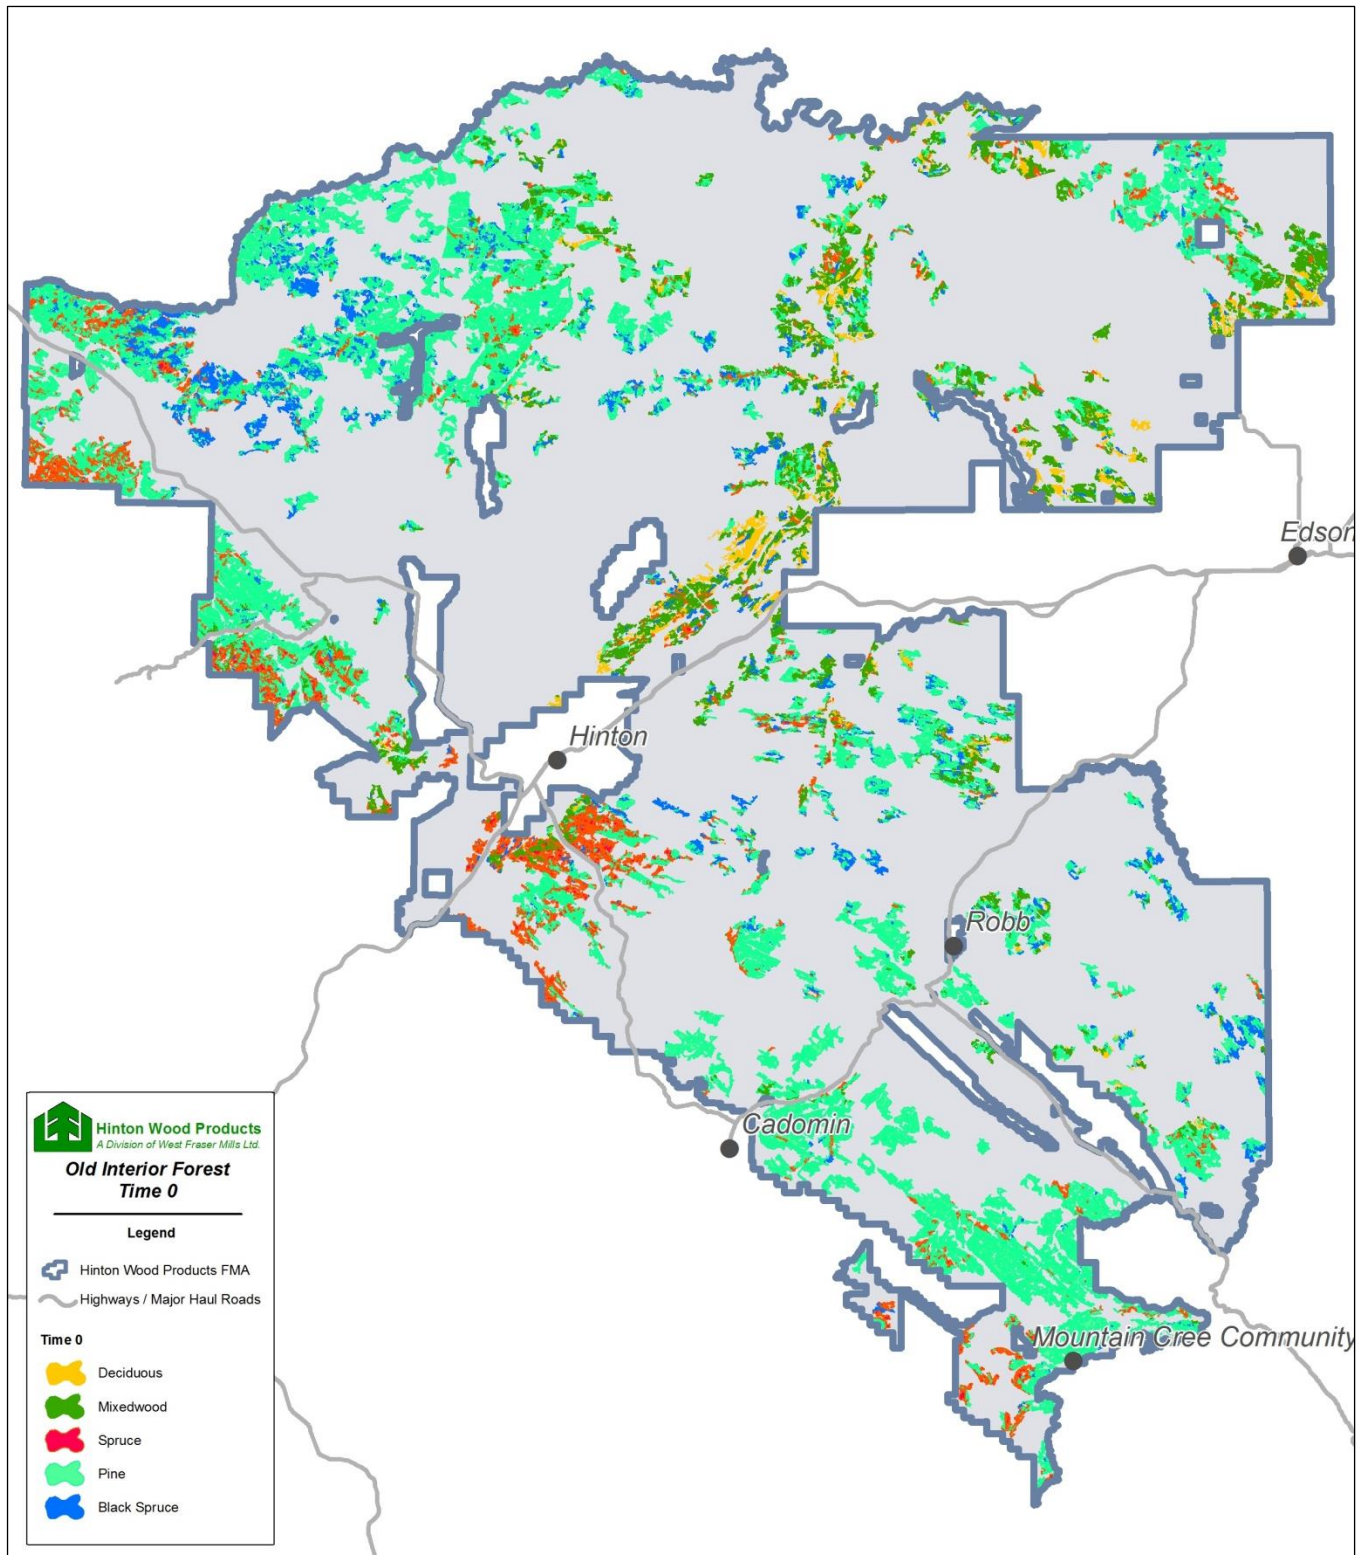 Edson
Hinton
Robb
Cadomin
Mountain Cree Community
Hinton Wood Products
A Division of West Fraser Mills Ltd.
Old Interior Forest
Time 0
Legend
Hinton Wood Products FMA
Highways / Major Haul Roads
Time 0
Deciduous
Mixedwood
Spruce
Pine
Black Spruce